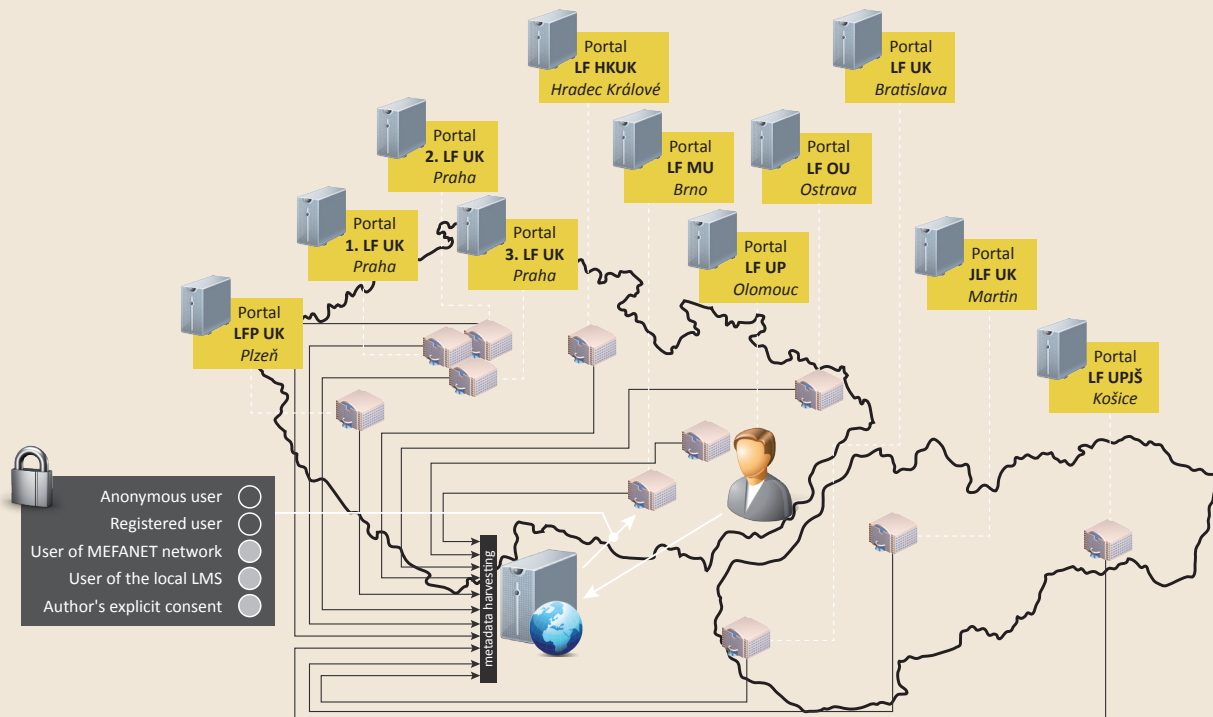 Portal
LF HKUK
Hradec Králové
Portal
LF UK
Bratislava
Portal
2. LF UK
Praha
Portal
LF MU
Brno
Portal
LF OU
Ostrava
Portal
1. LF UK
Praha
Portal
3. LF UK
Praha
Portal
LF UP
Olomouc
Portal
JLF UK
Martin
Portal
LFP UK
Plzeň
Portal
LF UPJŠ
Košice
Anonymous user
Registered user
User of MEFANET network
User of the local LMS
Author's explicit consent
metadata harvesting